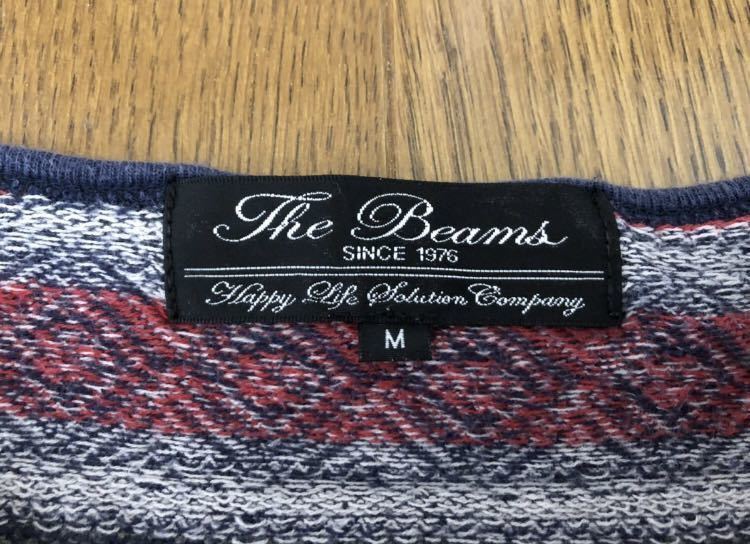 The Beams
SINCE 1976
Happy Life Solution Company
M